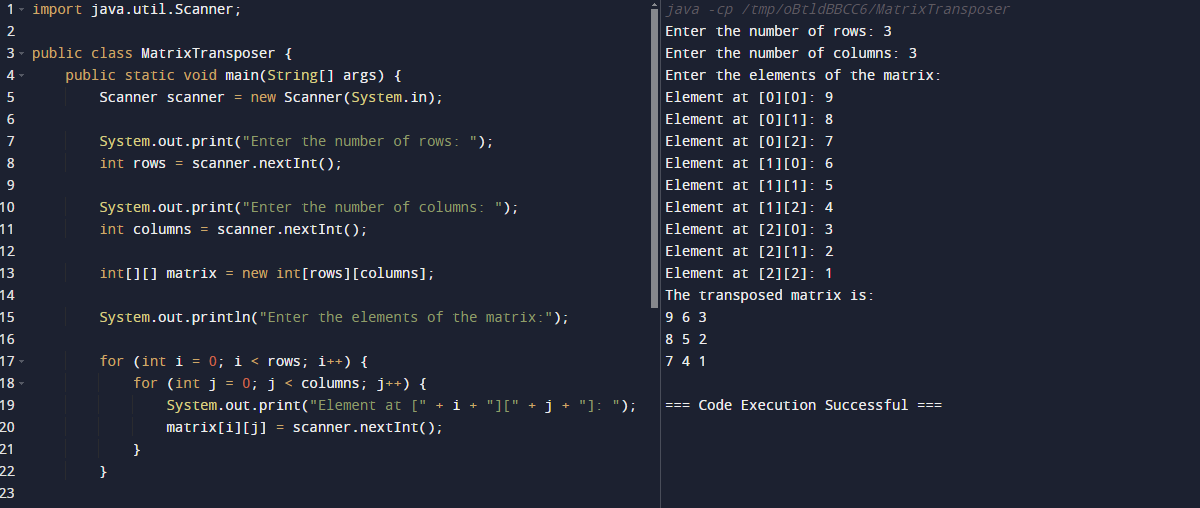 1 import java.util.Scanner;
2
3 public class MatrixTransposer {
4     public static void main(String[] args) {
5         Scanner scanner = new Scanner(System.in);
6
7         System.out.print("Enter the number of rows: ");
8         int rows = scanner.nextInt();
9
10         System.out.print("Enter the number of columns: ");
11         int columns = scanner.nextInt();
12
13         int[][] matrix = new int[rows][columns];
14
15         System.out.println("Enter the elements of the matrix:");
16
17         for (int i = 0; i < rows; i++) {
18             for (int j = 0; j < columns; j++) {
19                 System.out.print("Element at [" + i + "][" + j + "]: ");
20                 matrix[i][j] = scanner.nextInt();
21             }
22         }
23
java -cp /tmp/oBtldBBCC6/MatrixTransposer
Enter the number of rows: 3
Enter the number of columns: 3
Enter the elements of the matrix:
Element at [0][0]: 9
Element at [0][1]: 8
Element at [0][2]: 7
Element at [1][0]: 6
Element at [1][1]: 5
Element at [1][2]: 4
Element at [2][0]: 3
Element at [2][1]: 2
Element at [2][2]: 1
The transposed matrix is:
9 6 3
8 5 2
7 4 1
=== Code Execution Successful ===